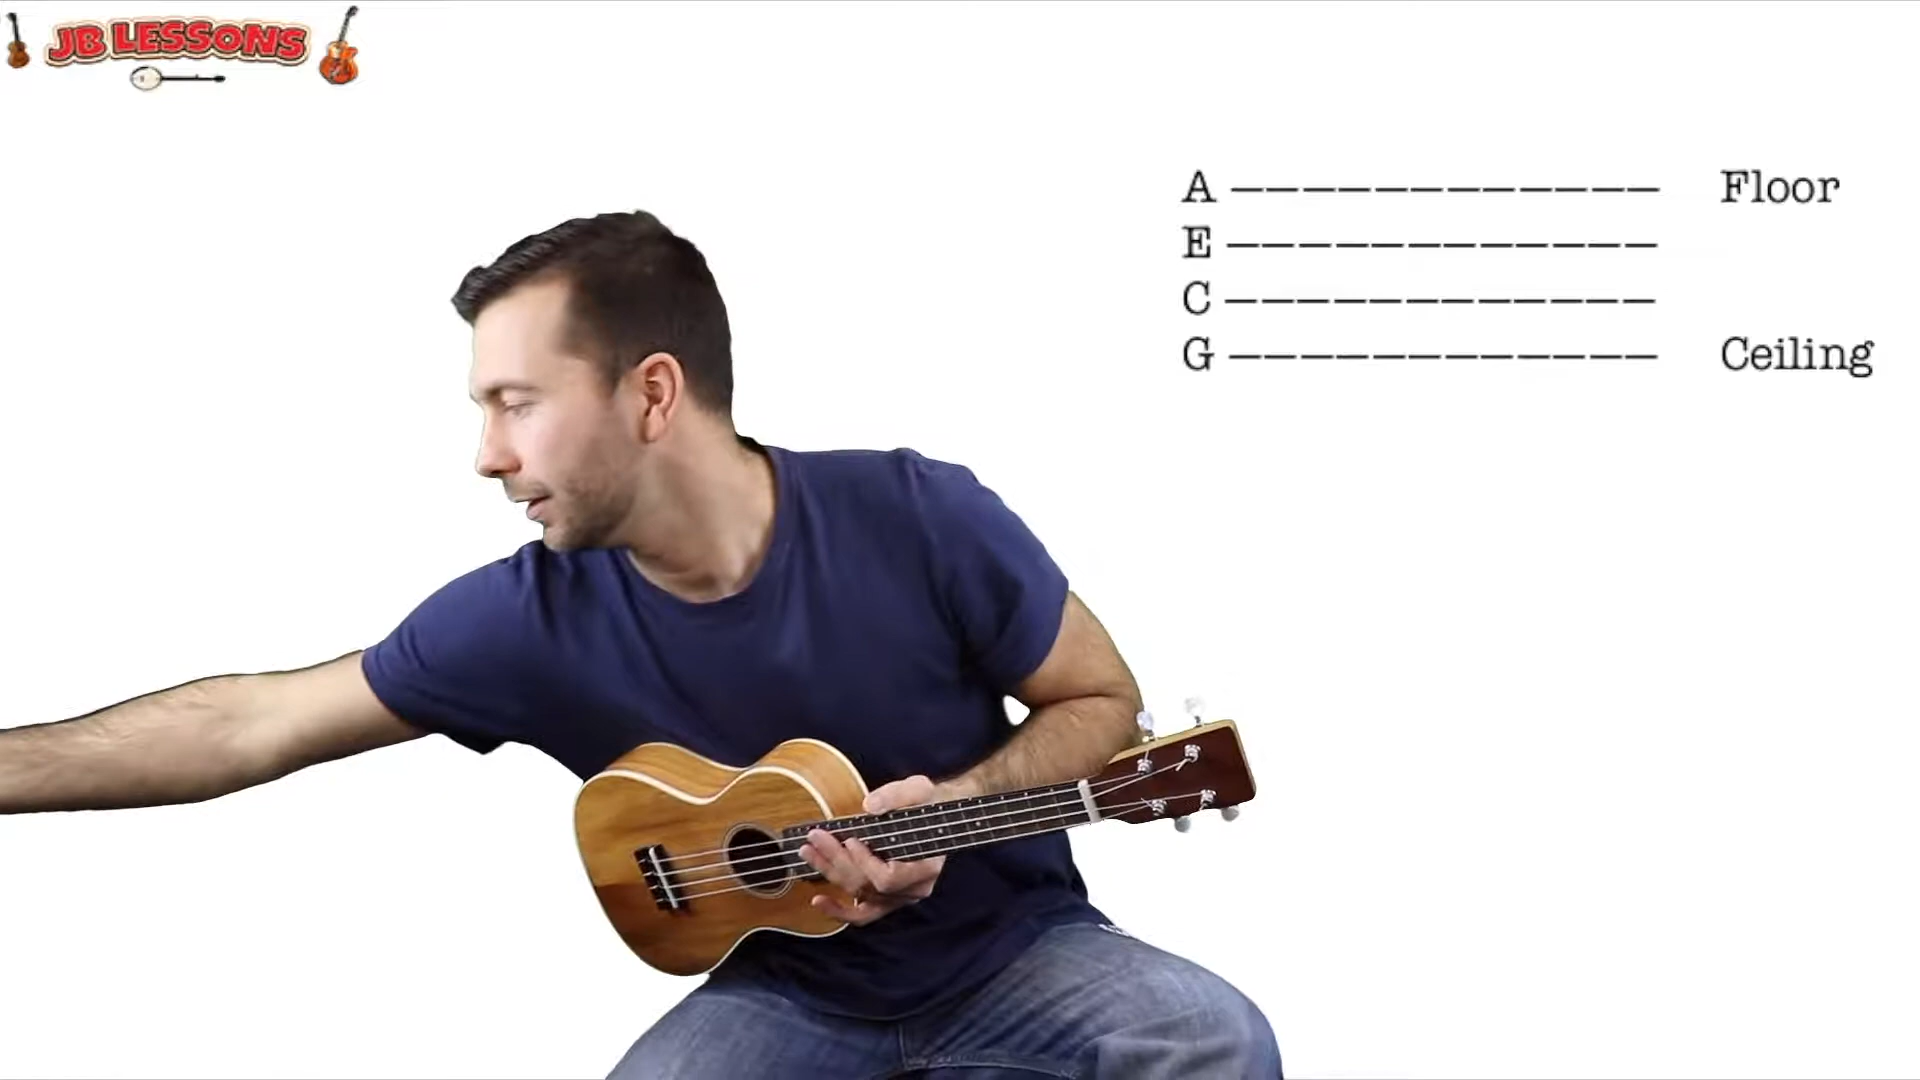 JB LESSONS
A ———————————— Floor
E ————————————
C ————————————
G ———————————— Ceiling